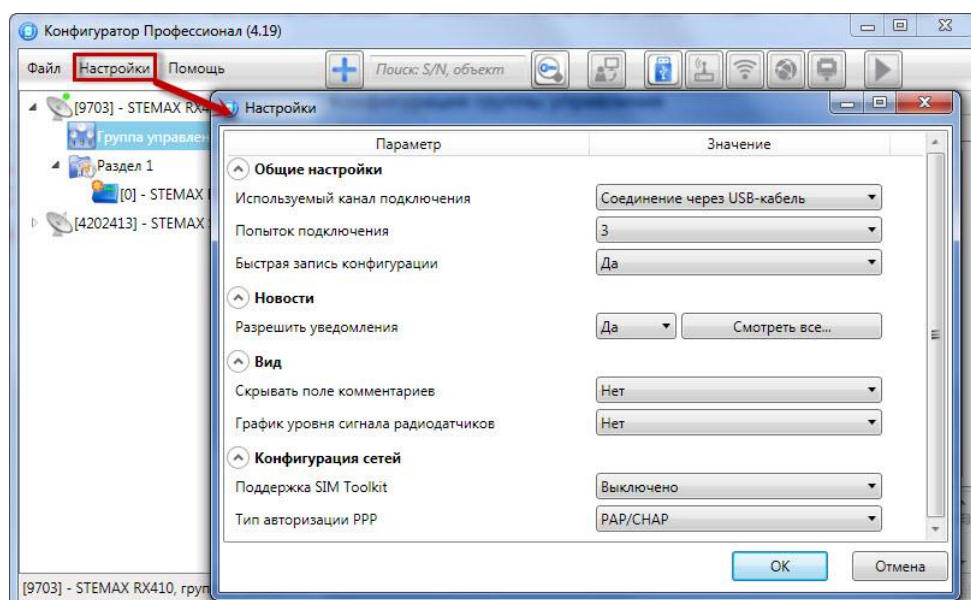 Конфигуратор Профессионал (4.19)
Файл Настройки Помощь
Поиск: S/N, объект
[9703] - STEMAX
Группа
Раздел 1
[0] - STEMAX
[4202413] - STEMAX
Настройки
Параметр Значение
Общие настройки
Используемый канал подключения Соединение через USB-кабель
Попыток подключения 3
Быстрая запись конфигурации Да
Новости
Разрешить уведомления Да Смотреть все...
Вид
Скрывать поле комментариев Нет
График уровня сигнала радиодатчиков Нет
Конфигурация сетей
Поддержка SIM Toolkit Выключено
Тип авторизации PPP PAP/CHAP
OK Отмена
[9703] - STEMAX RX410,